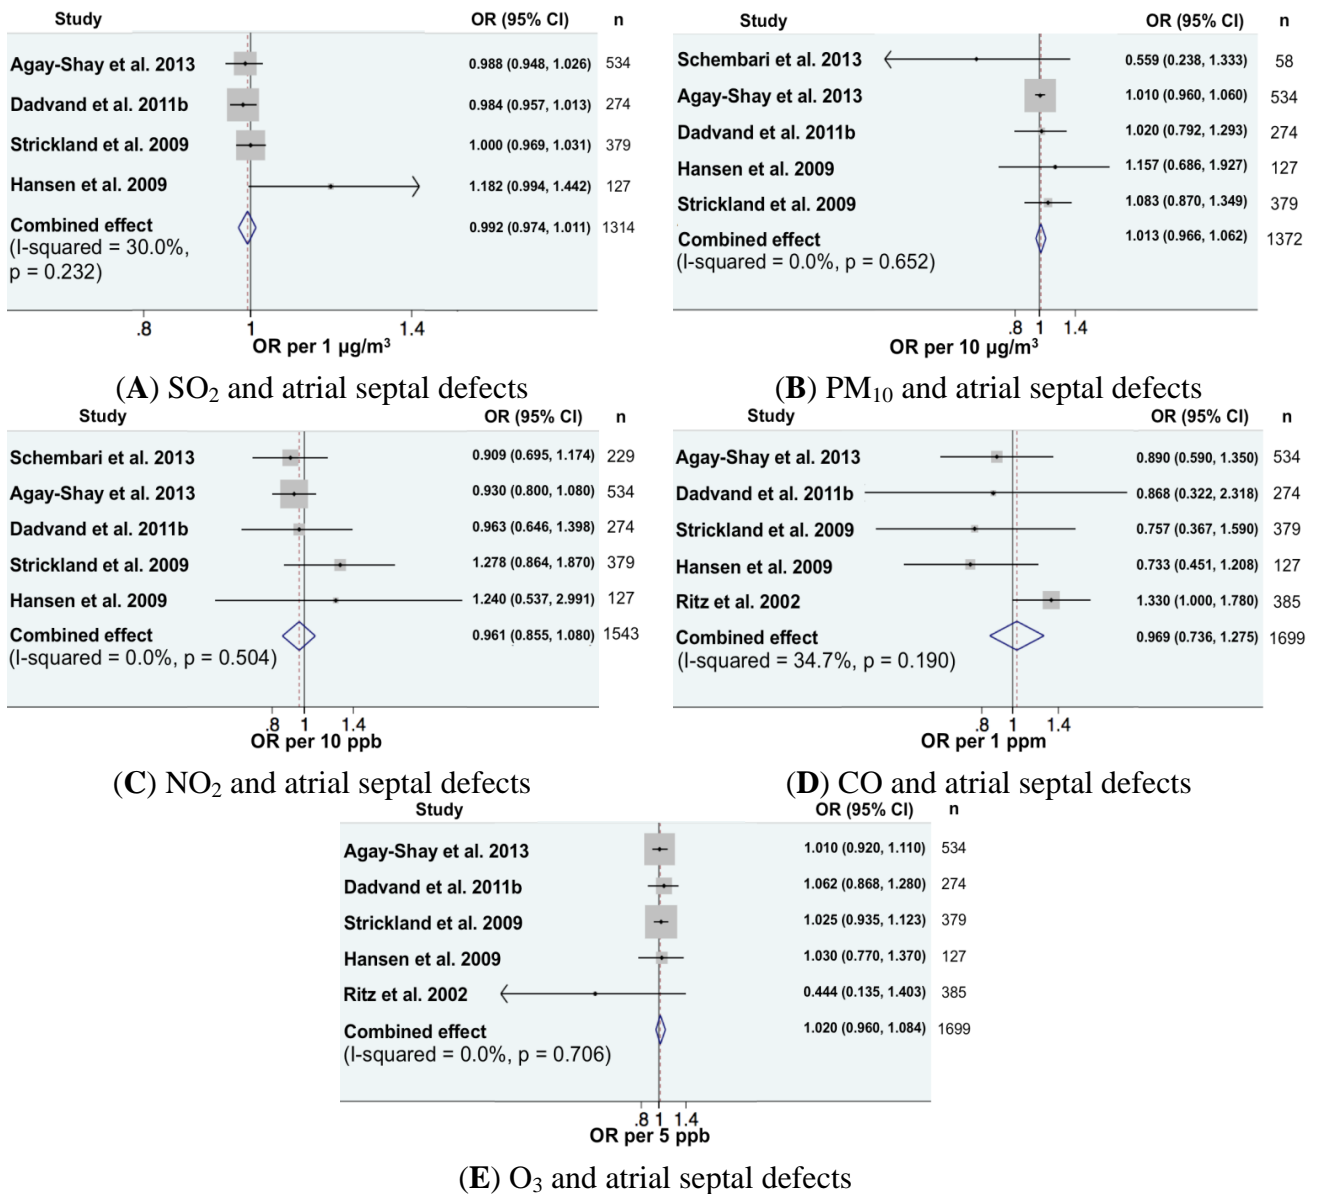 Study OR (95% CI) n
Agay-Shay et al. 2013 0.988 (0.948, 1.026) 534
Dadvand et al. 2011b 0.984 (0.957, 1.013) 274
Strickland et al. 2009 1.000 (0.969, 1.031) 379
Hansen et al. 2009 1.182 (0.994, 1.442) 127
Combined effect 0.992 (0.974, 1.011) 1314
(I-squared = 30.0%,
p = 0.232)
.8 1 1.4
OR per 1 µg/m³
(A) SO₂ and atrial septal defects
Study OR (95% CI) n
Schembari et al. 2013 0.559 (0.238, 1.333) 58
Agay-Shay et al. 2013 1.010 (0.960, 1.060) 534
Dadvand et al. 2011b 1.020 (0.792, 1.293) 274
Hansen et al. 2009 1.157 (0.686, 1.927) 127
Strickland et al. 2009 1.083 (0.870, 1.349) 379
Combined effect 1.013 (0.966, 1.062) 1372
(I-squared = 0.0%, p = 0.652)
.8 1 1.4
OR per 10 µg/m³
(B) PM₁₀ and atrial septal defects
Study OR (95% CI) n
Schembari et al. 2013 0.909 (0.695, 1.174) 229
Agay-Shay et al. 2013 0.930 (0.800, 1.080) 534
Dadvand et al. 2011b 0.963 (0.646, 1.398) 274
Strickland et al. 2009 1.278 (0.864, 1.870) 379
Hansen et al. 2009 1.240 (0.537, 2.991) 127
Combined effect 0.961 (0.855, 1.080) 1543
(I-squared = 0.0%, p = 0.504)
.8 1 1.4
OR per 10 ppb
(C) NO₂ and atrial septal defects
OR (95% CI) n
Agay-Shay et al. 2013 0.890 (0.590, 1.350) 534
Dadvand et al. 2011b 0.868 (0.322, 2.318) 274
Strickland et al. 2009 0.757 (0.367, 1.590) 379
Hansen et al. 2009 0.733 (0.451, 1.208) 127
Ritz et al. 2002 1.330 (1.000, 1.780) 385
Combined effect 0.969 (0.736, 1.275) 1699
(I-squared = 34.7%, p = 0.190)
.8 1 1.4
OR per 1 ppm
(D) CO and atrial septal defects
Study OR (95% CI) n
Agay-Shay et al. 2013 1.010 (0.920, 1.110) 534
Dadvand et al. 2011b 1.062 (0.868, 1.280) 274
Strickland et al. 2009 1.025 (0.935, 1.123) 379
Hansen et al. 2009 1.030 (0.770, 1.370) 127
Ritz et al. 2002 0.444 (0.135, 1.403) 385
Combined effect 1.020 (0.960, 1.084) 1699
(I-squared = 0.0%, p = 0.706)
.8 1 1.4
OR per 5 ppb
(E) O₃ and atrial septal defects